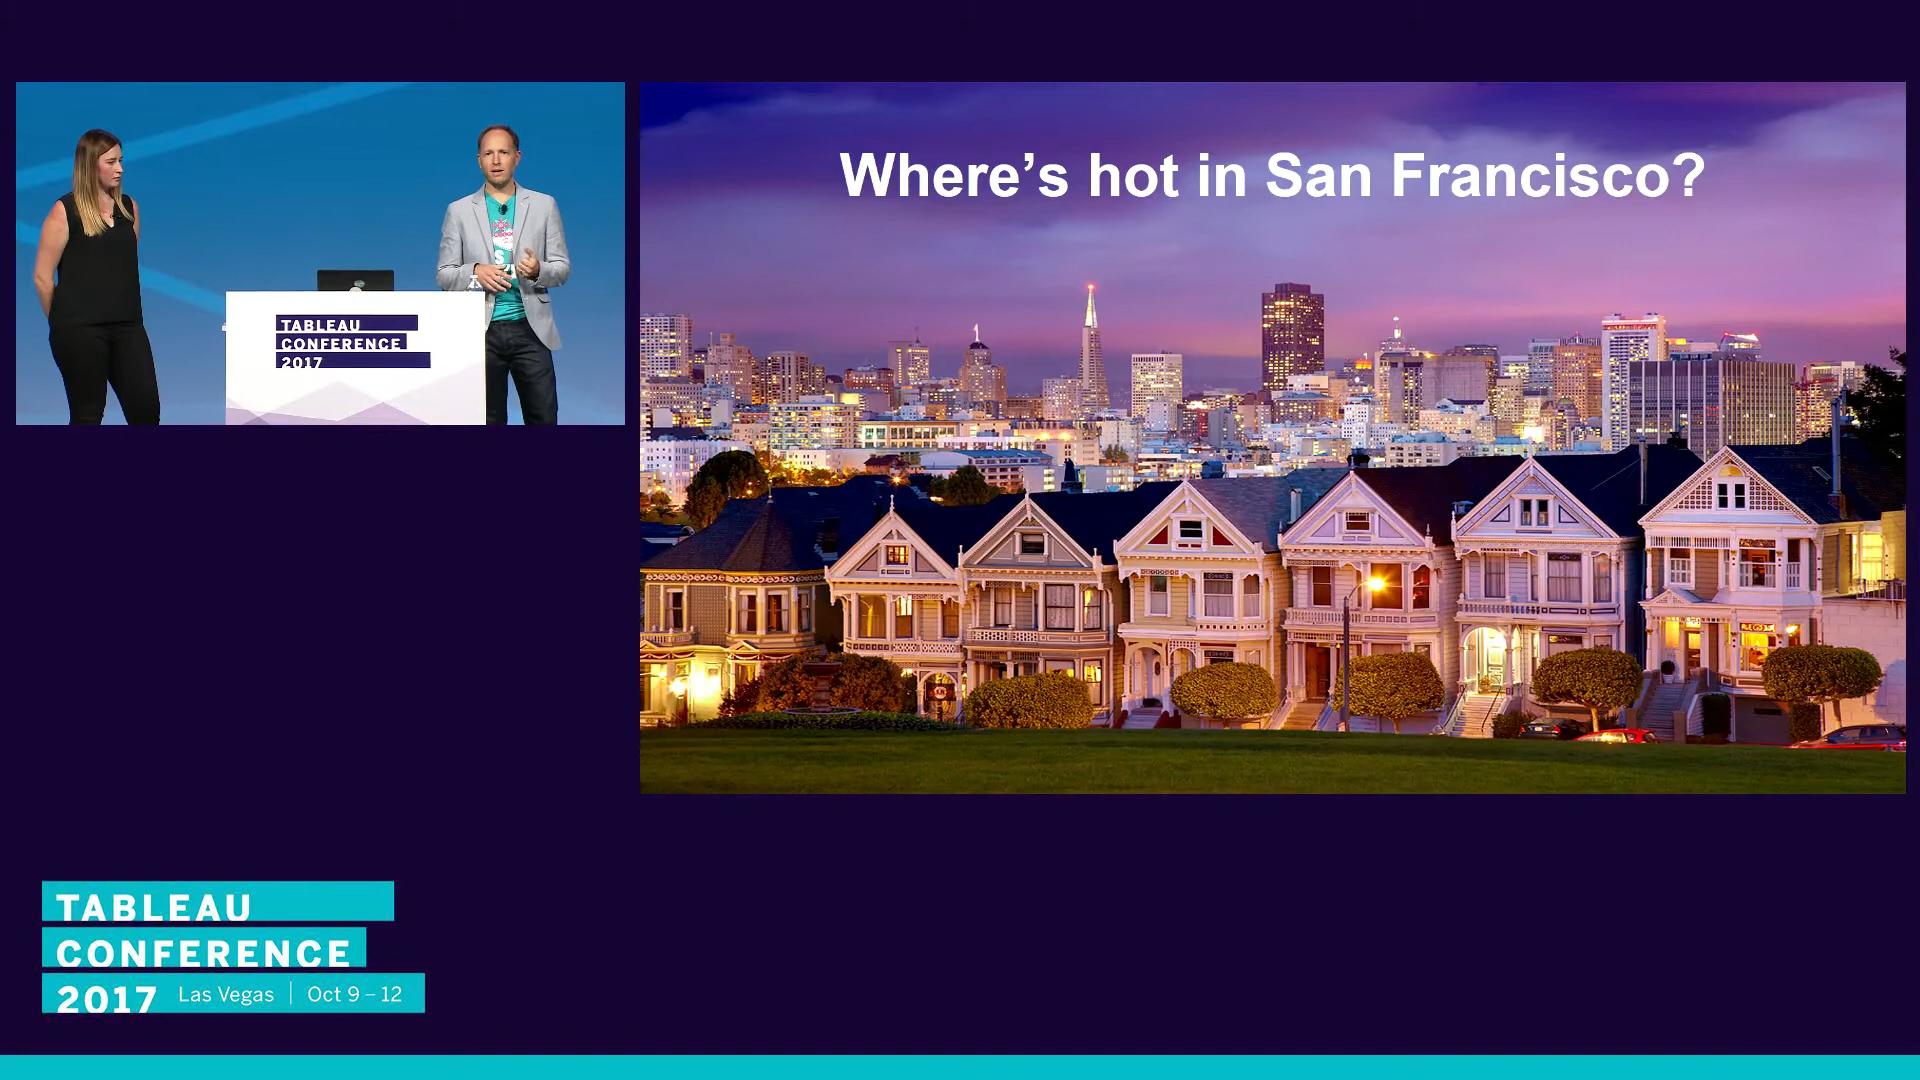 Where's hot in San Francisco?
TABLEAU
CONFERENCE
2017
TABLEAU
CONFERENCE
2017 Las Vegas | Oct 9 – 12